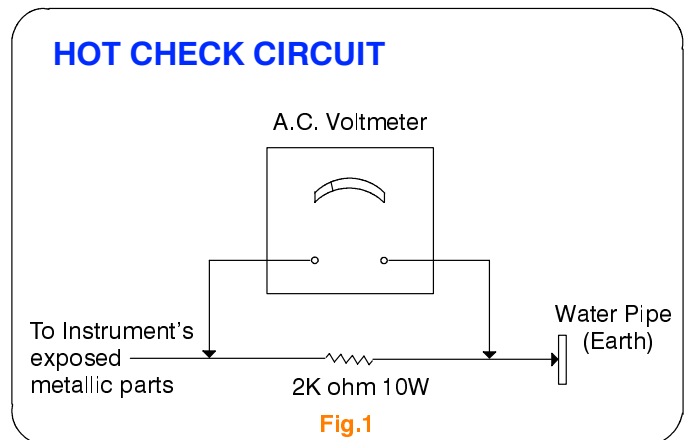 HOT CHECK CIRCUIT
A.C. Voltmeter
To Instrument's
exposed
metallic parts
2K ohm 10W
Water Pipe
(Earth)
Fig.1